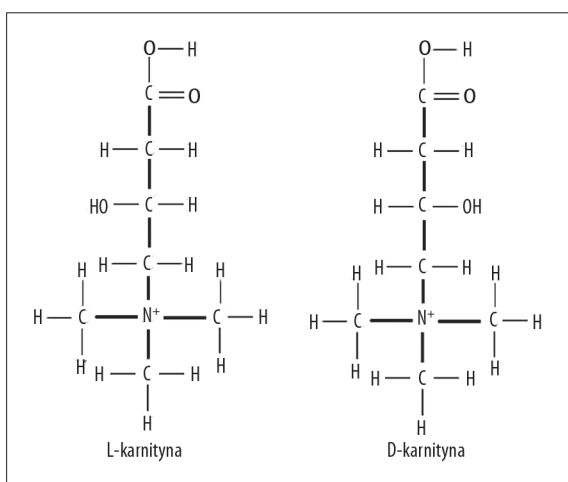 O H
C O
H C H
HO C H
H C H
H H
H C N⁺ C H
H H
H C H
H
L-karnityna
O H
C O
H C H
H C OH
H C H
H H
H C N⁺ C H
H H
H C H
H
D-karnityna